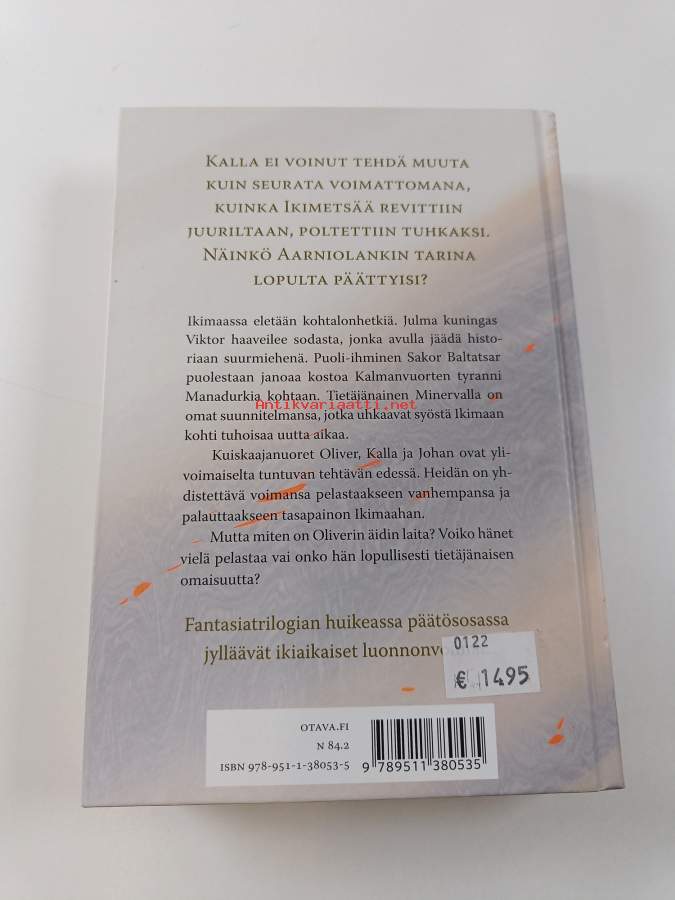 KALLA EI VOINUT TEHDÄ MUUTA
KUIN SEURATA VOIMATTOMANA,
KUINKA IKIMETSÄÄ REVITTIIN
JUURILTAAN, POLTETTIIN TUHKAKSI.
NÄINKÖ AARNIOLANKIN TARINA
LOPULTA PÄÄTTYISI?
Ikimaassa eletään kohtalonhetkiä. Julma kuningas
Viktor haaveilee sodasta, jonka avulla jäädä histo-
riaan suurmiehenä. Puoli-ihminen Sakor Baltatsar
puolestaan janoaa kostoa Kalmanvuorten tyranni
Manadurkia kohtaan. Tietäjänainen Minervalla on
Antikvariaatti.net
omat suunnitelmansa, jotka uhkaavat syöstä Ikimaan
kohti tuhoisaa uutta aikaa.
Kuiskaajanuoret Oliver, Kalla ja Johan ovat yli-
voimaiselta tuntuvan tehtävän edessä. Heidän on yh-
distettävä voimansa pelastaakseen vanhempansa ja
palauttaakseen tasapainon Ikimaahan.
Mutta miten on Oliverin äidin laita? Voiko hänet
vielä pelastaa vai onko hän lopullisesti tietäjänaisen
omaisuutta?
Fantasiatrilogian huikeassa päätösosassa
jylläävät ikiaikaiset
0122
€ 1495
OTAVA.FI
N 84.2
ISBN 978-951-1-38053-5
9 789511 380535